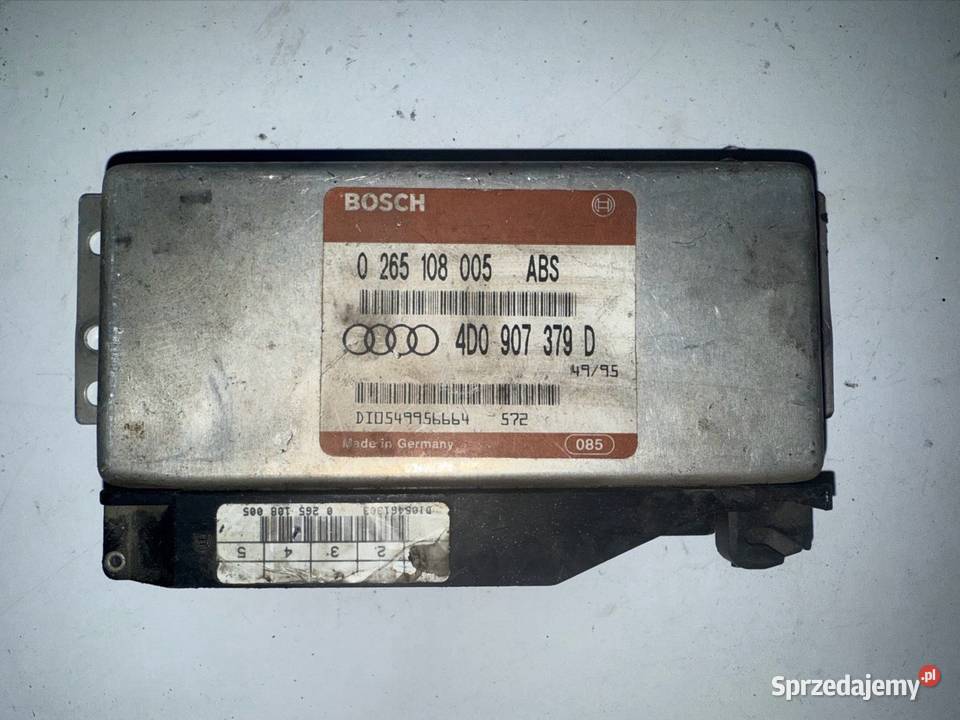 BOSCH
0 265 108 005 ABS
4D0 907 379 D
49/95
DI0549956664 572
Made in Germany 085
DI05461303 0 265 108 005
2 3 4 5
Sprzedajemy.pl